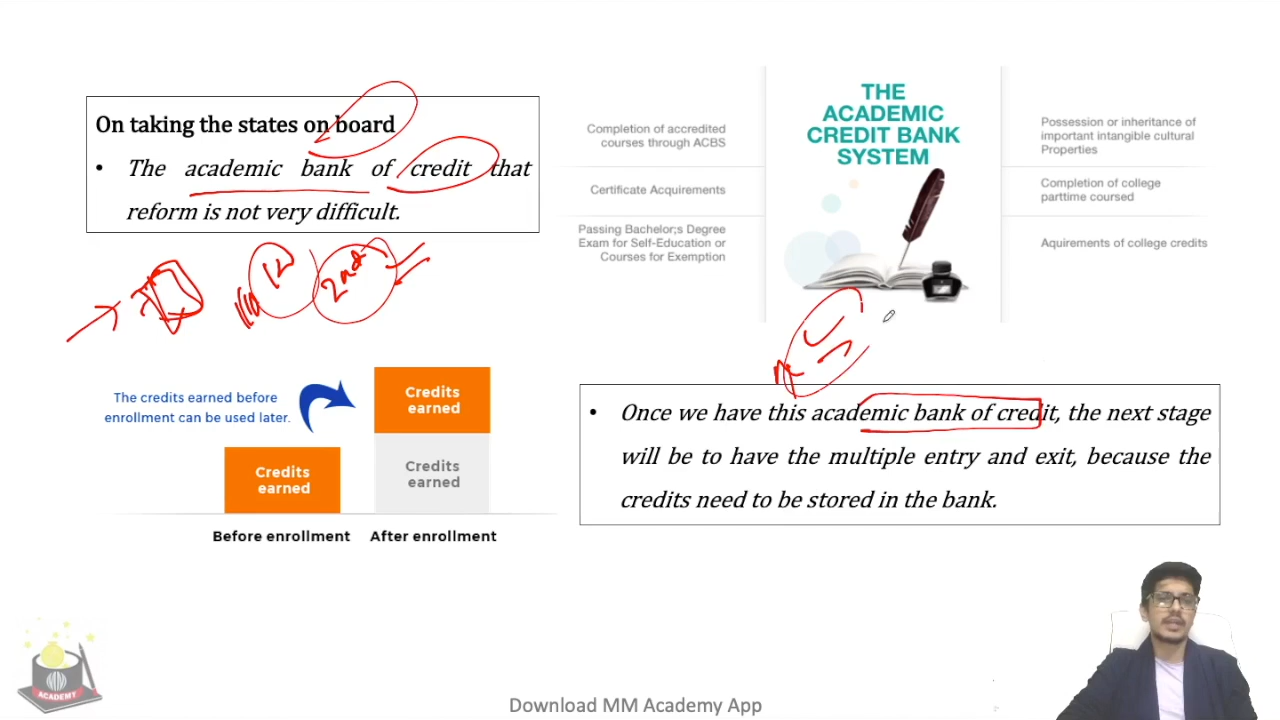 On taking the states on board
• The academic bank of credit that
reform is not very difficult.
12
2nd
Completion of accredited
courses through ACBS
Certificate Acquirements
Passing Bachelor;s Degree
Exam for Self-Education or
Courses for Exemption
THE
ACADEMIC
CREDIT BANK
SYSTEM
Possession or inheritance of
important intangible cultural
Properties
Completion of college
parttime coursed
Aquirements of college credits
The credits earned before
enrollment can be used later.
Credits
earned
Credits
earned
Credits
earned
Before enrollment
After enrollment
• Once we have this academic bank of credit, the next stage
will be to have the multiple entry and exit, because the
credits need to be stored in the bank.
MM
ACADEMY
Download MM Academy App